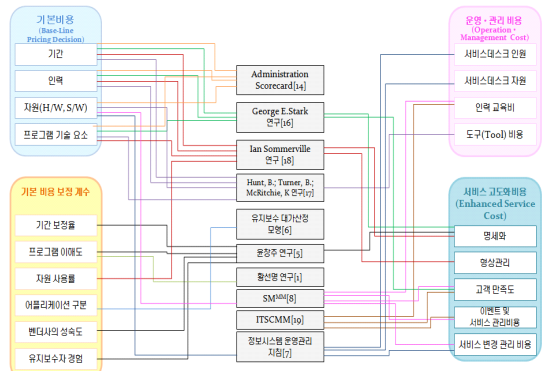 기본비용
(Base-Line
Pricing Decision)
기간
인력
자원(H/W, S/W)
프로그램 기술 요소
기본 비용 보정 계수
기간 보정율
프로그램 이해도
자원 사용률
어플리케이션 구분
벤더사의 성숙도
유지보수자 경험
Administration
Scorecard[14]
George E.Stark
연구[16]
Ian Sommerville
연구 [18]
Hunt, B.; Turner, B.;
McRitchie, K 연구[17]
유지보수 대가산정
모형[6]
윤창주 연구[5]
황선명 연구[1]
SMMM[8]
ITSCMM[19]
정보시스템 운영관리
지침[7]
운영·관리 비용
(Operation·
Management Cost)
서비스데스크 인원
서비스데스크 자원
인력 교육비
도구(Tool) 비용
서비스 고도화비용
(Enhanced Service
Cost)
명세화
형상관리
고객 만족도
이벤트 및
서비스 관리비용
서비스 변경 관리 비용